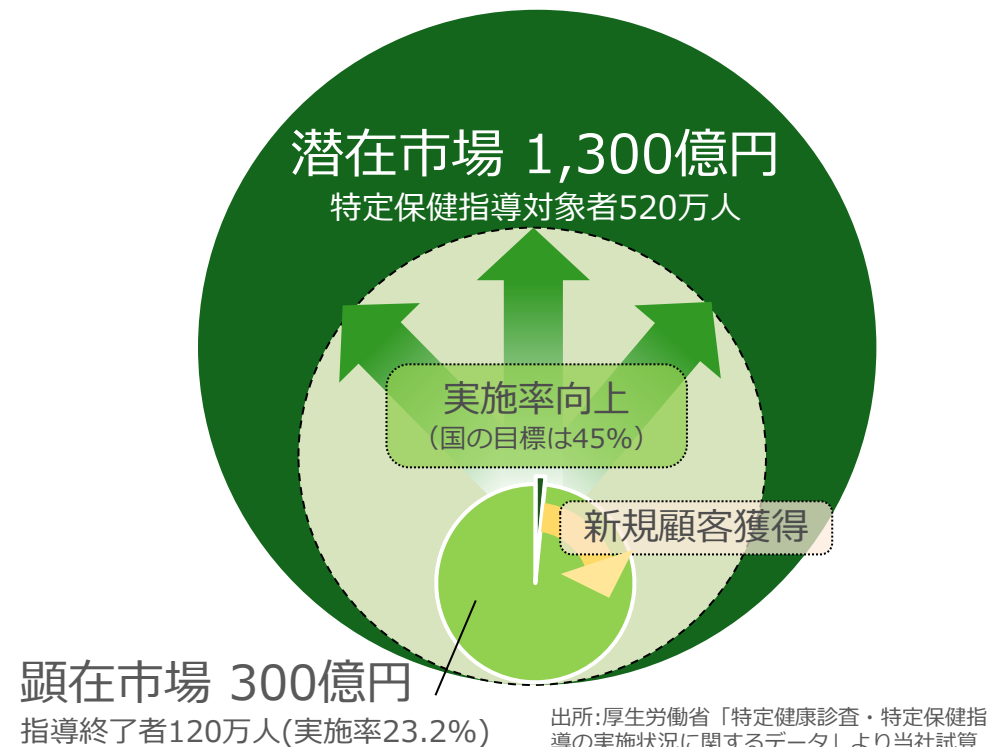 潜在市場 1,300億円
特定保健指導対象者520万人
実施率向上
（国の目標は45%）
新規顧客獲得
顕在市場 300億円
指導終了者120万人(実施率23.2%)
出所:厚生労働省「特定健康診査・特定保健指
導の実施状況に関するデータ」より当社試算